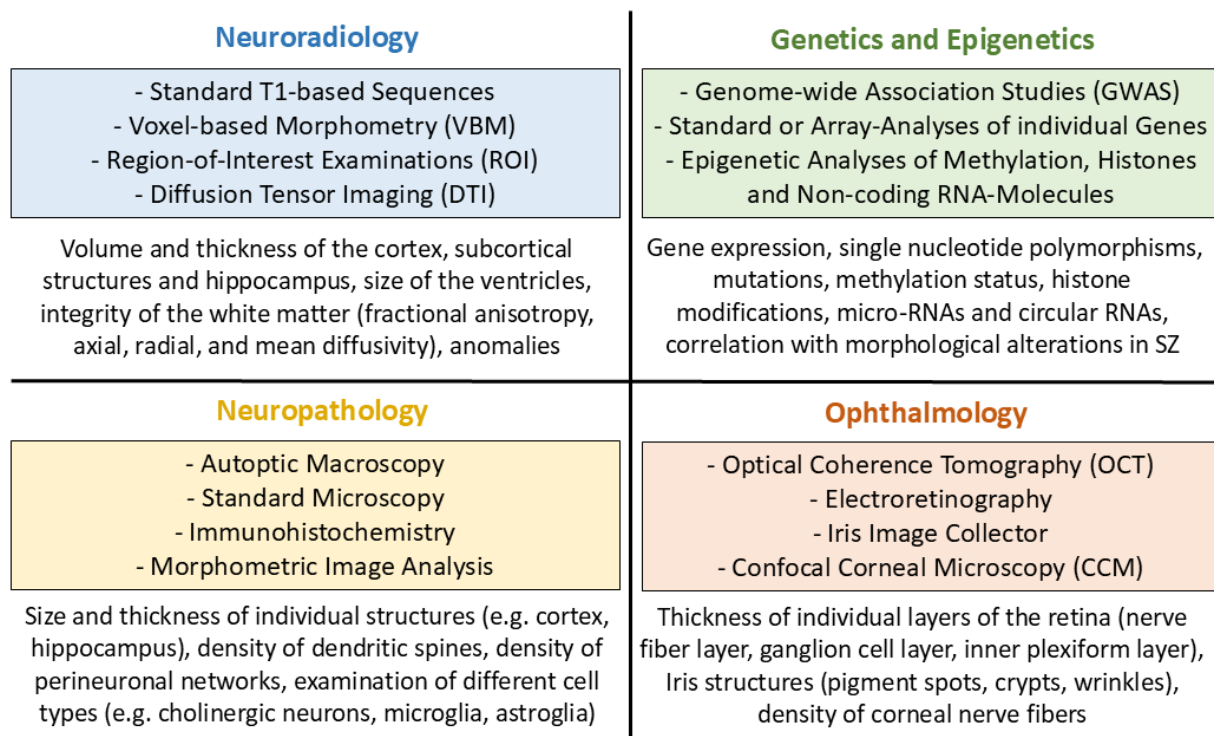 Neuroradiology
- Standard T1-based Sequences
- Voxel-based Morphometry (VBM)
- Region-of-Interest Examinations (ROI)
- Diffusion Tensor Imaging (DTI)
Volume and thickness of the cortex, subcortical
structures and hippocampus, size of the ventricles,
integrity of the white matter (fractional anisotropy,
axial, radial, and mean diffusivity), anomalies
Genetics and Epigenetics
- Genome-wide Association Studies (GWAS)
- Standard or Array-Analyses of individual Genes
- Epigenetic Analyses of Methylation, Histones
and Non-coding RNA-Molecules
Gene expression, single nucleotide polymorphisms,
mutations, methylation status, histone
modifications, micro-RNAs and circular RNAs,
correlation with morphological alterations in SZ
Neuropathology
- Autoptic Macroscopy
- Standard Microscopy
- Immunohistochemistry
- Morphometric Image Analysis
Size and thickness of individual structures (e.g. cortex,
hippocampus), density of dendritic spines, density of
perineuronal networks, examination of different cell
types (e.g. cholinergic neurons, microglia, astroglia)
Ophthalmology
- Optical Coherence Tomography (OCT)
- Electroretinography
- Iris Image Collector
- Confocal Corneal Microscopy (CCM)
Thickness of individual layers of the retina (nerve
fiber layer, ganglion cell layer, inner plexiform layer),
Iris structures (pigment spots, crypts, wrinkles),
density of corneal nerve fibers